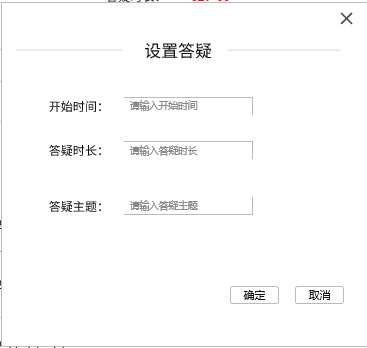 设置答疑
开始时间： 请输入开始时间
答疑时长： 请输入答疑时长
答疑主题： 请输入答疑主题
确定 取消